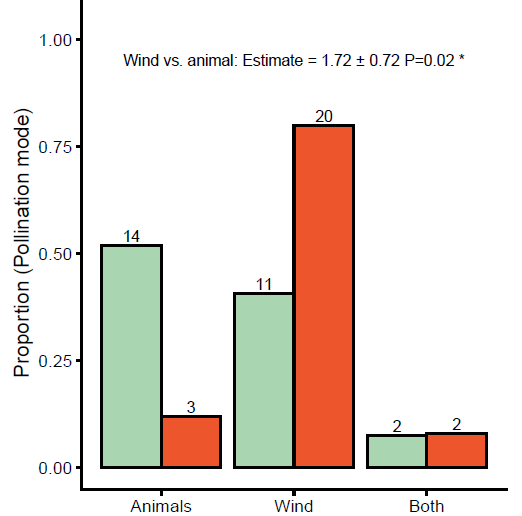 1.00
Wind vs. animal: Estimate = 1.72 ± 0.72 P=0.02 *
20
0.75
Proportion (Pollination mode)
14
0.50
11
3
0.25
2
2
0.00
Animals
Wind
Both